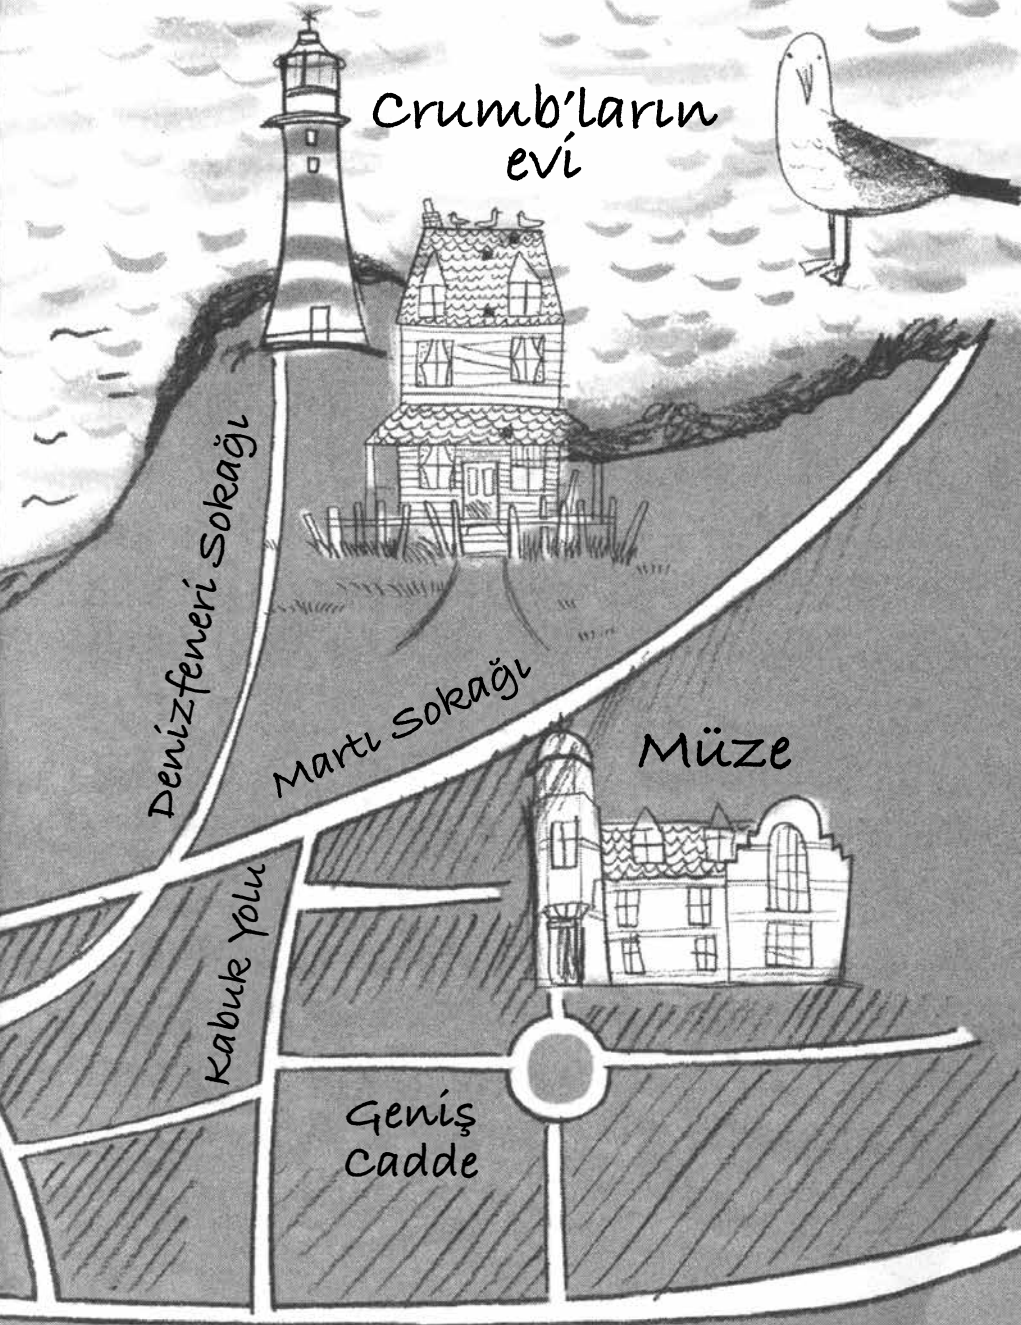 Crumb'ların
evi
Denizfeneri Sokağı
Martı Sokağı
Müze
Kabuk Yolu
Geniş
Cadde